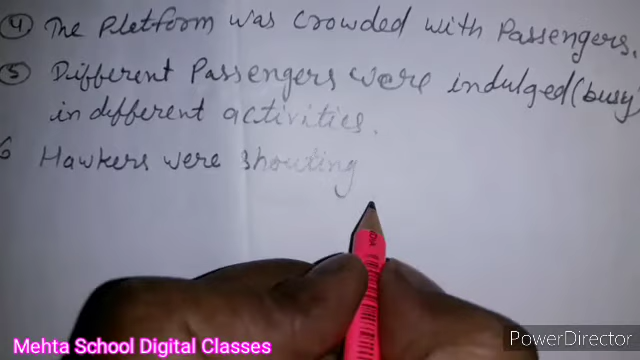 ④ The Pletform was Crowded with Passengers.
⑤ Different Passengers were indulged (busy)
in different activities.
6 Hawkers were shouting
Mehta School Digital Classes
PowerDirector